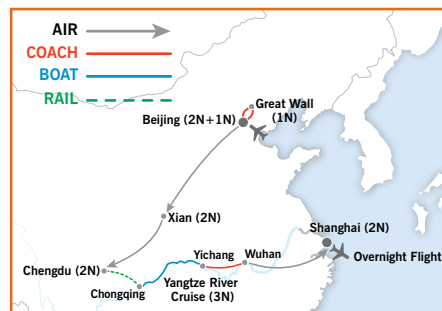 AIR
COACH
BOAT
RAIL
Great Wall
(1N)
Beijing (2N+1N)
Xian (2N)
Shanghai (2N)
Overnight Flight
Yichang
Wuhan
Chengdu (2N)
Chongqing
Yangtze River
Cruise (3N)